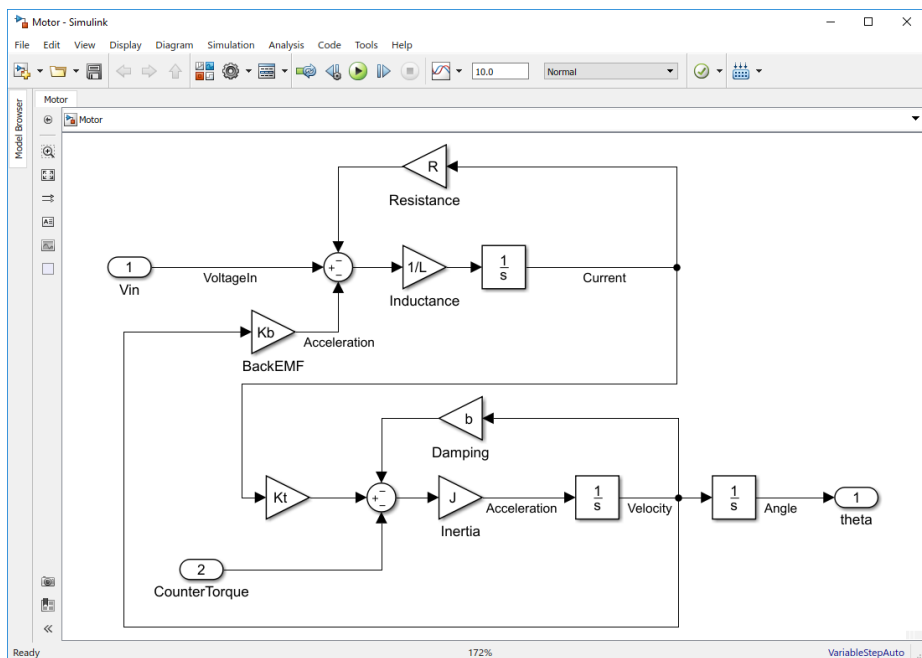 Motor - Simulink
File Edit View Display Diagram Simulation Analysis Code Tools Help
10.0 Normal
Model Browser
Motor
Motor
R
Resistance
1
Vin
VoltageIn
+
−
−
1/L
Inductance
1
s
Current
Kb
BackEMF
Acceleration
b
Damping
Kt
+
−
−
J
Inertia
Acceleration
1
s
Velocity
1
s
Angle
1
theta
2
CounterTorque
Ready 172% VariableStepAuto